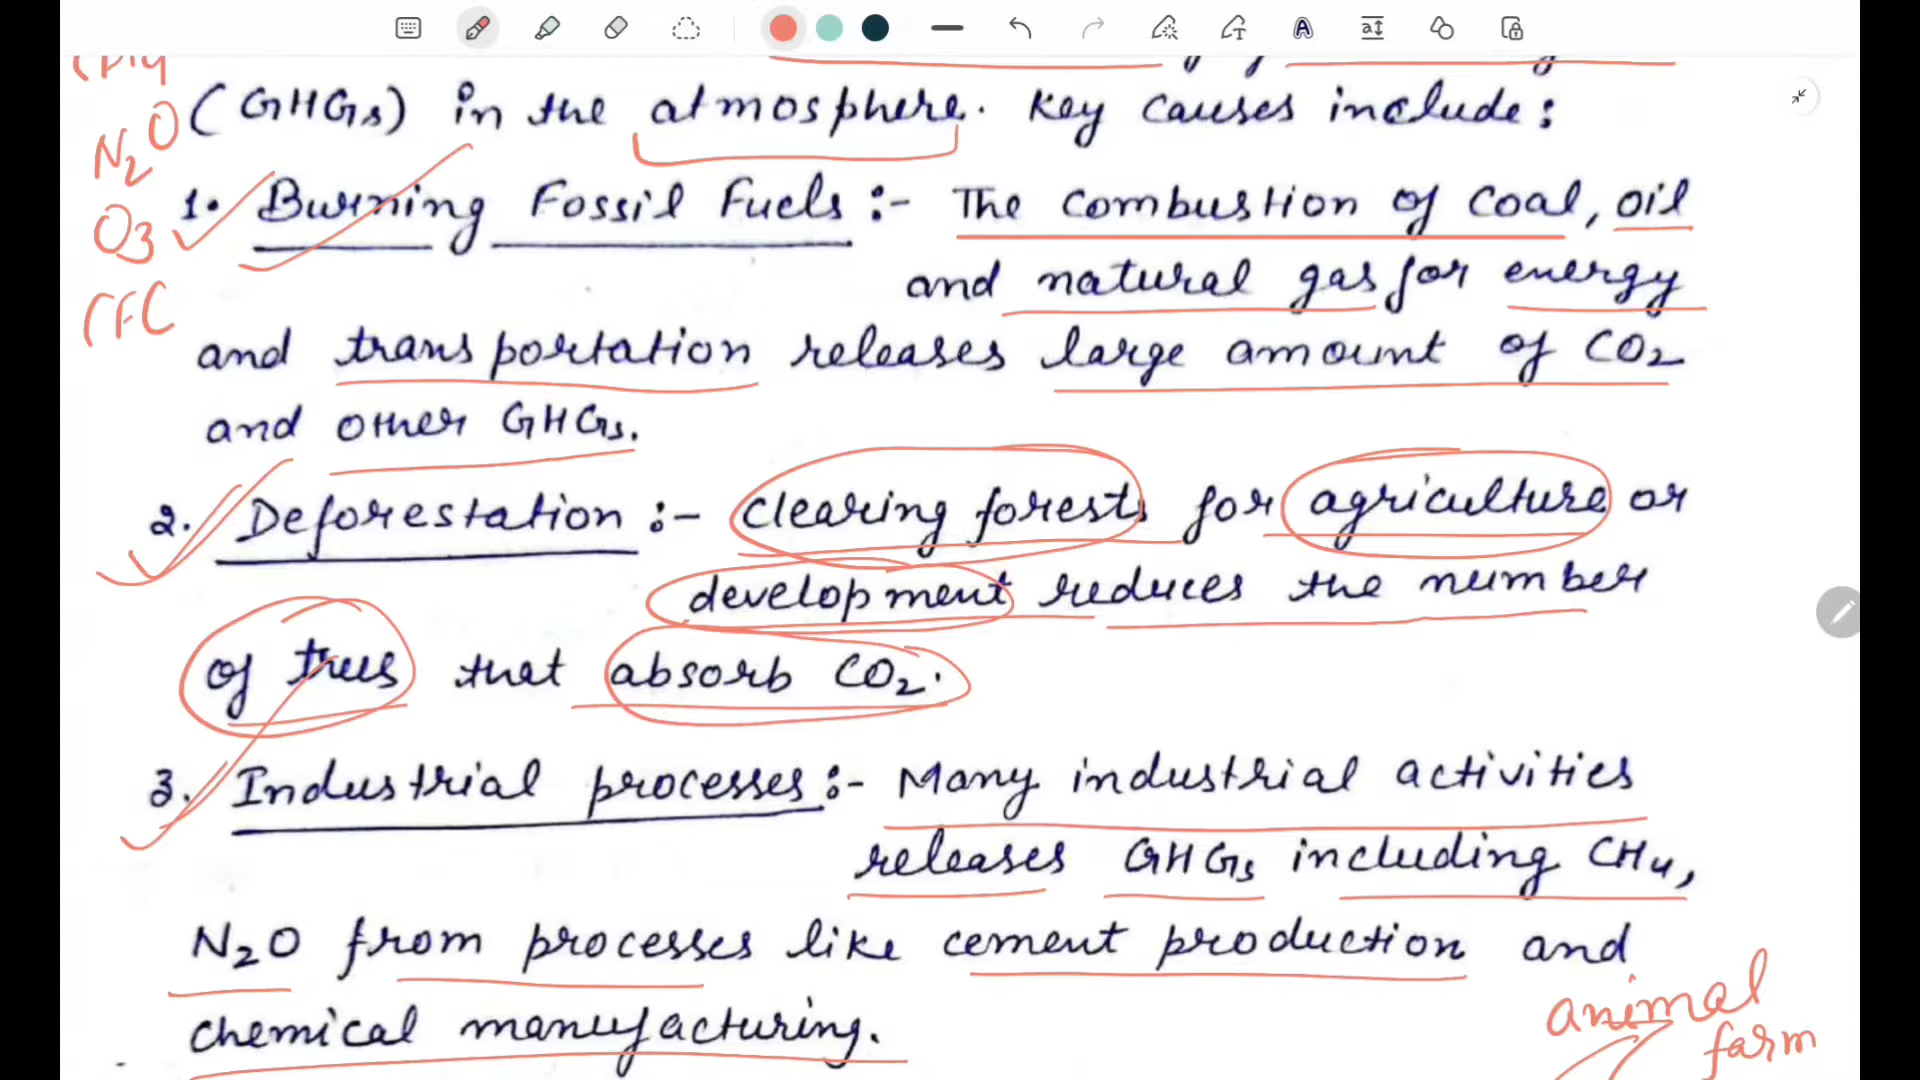 (GHGs) in the atmosphere. Key causes include:
N2O
1. Burning Fossil Fuels :- The combustion of coal, oil
O3
and natural gas for energy
CFC
and transportation releases large amount of CO2
and other GHGs.
2. Deforestation :- clearing forests for agriculture or
development reduces the number
of trees that absorb CO2.
3. Industrial processes :- Many industrial activities
releases GHGs including CH4,
N2O from processes like cement production and
animal
farm
chemical manufacturing.